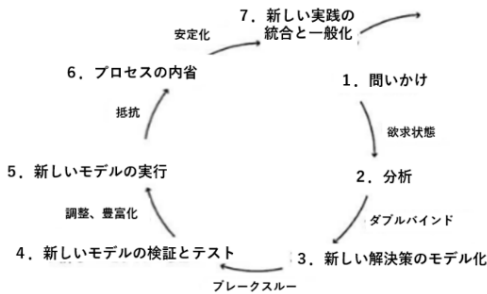 7．新しい実践の
統合と一般化
安定化
6．プロセスの内省
1．問いかけ
抵抗
欲求状態
5．新しいモデルの実行
2．分析
調整、豊富化
ダブルバインド
4．新しいモデルの検証とテスト
3．新しい解決策のモデル化
ブレークスルー